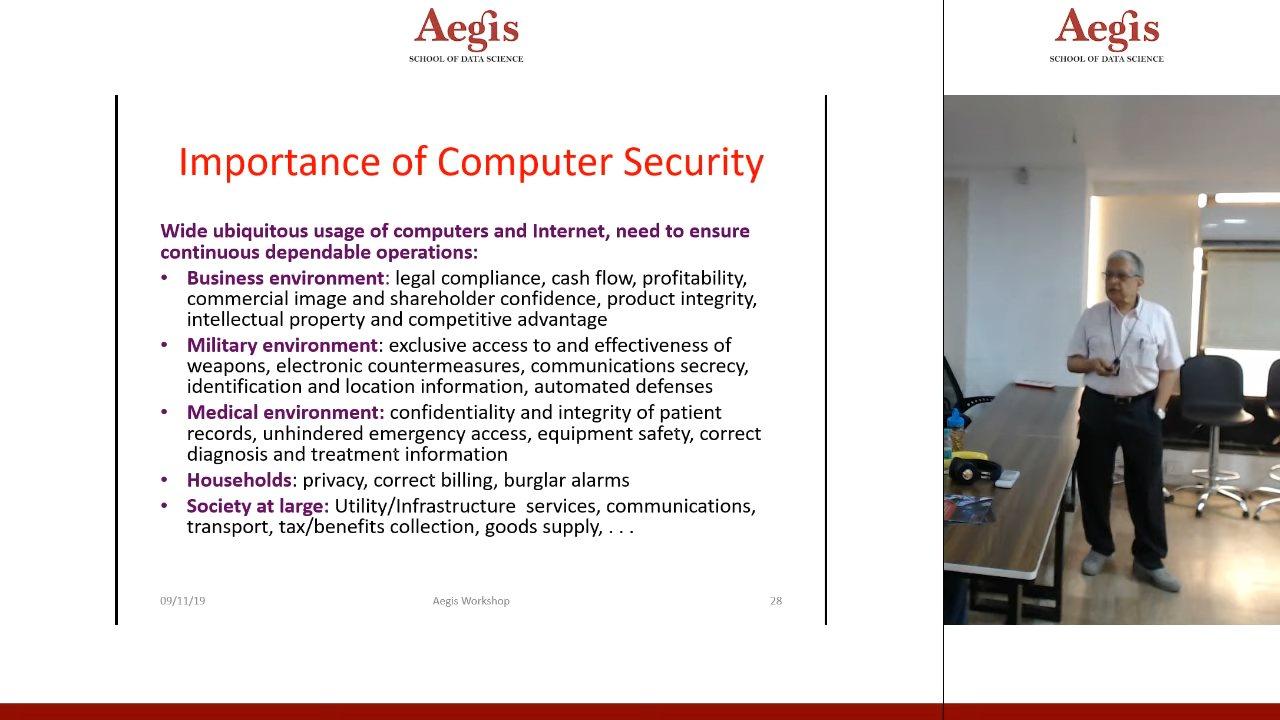 Aegis
SCHOOL OF DATA SCIENCE
Aegis
SCHOOL OF DATA SCIENCE
Importance of Computer Security
Wide ubiquitous usage of computers and Internet, need to ensure
continuous dependable operations:
• Business environment: legal compliance, cash flow, profitability,
commercial image and shareholder confidence, product integrity,
intellectual property and competitive advantage
• Military environment: exclusive access to and effectiveness of
weapons, electronic countermeasures, communications secrecy,
identification and location information, automated defenses
• Medical environment: confidentiality and integrity of patient
records, unhindered emergency access, equipment safety, correct
diagnosis and treatment information
• Households: privacy, correct billing, burglar alarms
• Society at large: Utility/Infrastructure services, communications,
transport, tax/benefits collection, goods supply, . . .
09/11/19 Aegis Workshop 28